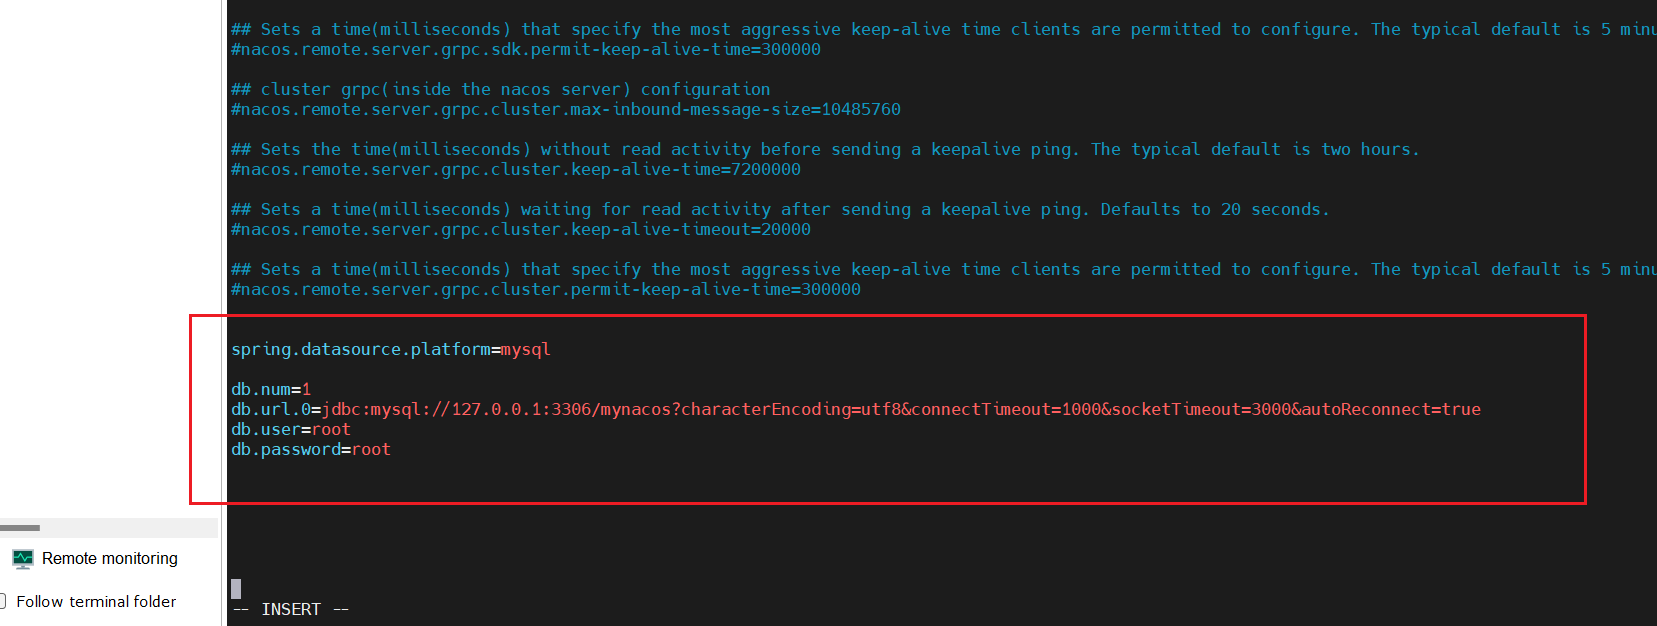 ## Sets a time(milliseconds) that specify the most aggressive keep-alive time clients are permitted to configure. The typical default is 5
#nacos.remote.server.grpc.sdk.permit-keep-alive-time=300000
## cluster grpc(inside the nacos server) configuration
#nacos.remote.server.grpc.cluster.max-inbound-message-size=10485760
## Sets the time(milliseconds) without read activity before sending a keepalive ping. The typical default is two hours.
#nacos.remote.server.grpc.cluster.keep-alive-time=7200000
## Sets a time(milliseconds) waiting for read activity after sending a keepalive ping. Defaults to 20 seconds.
#nacos.remote.server.grpc.cluster.keep-alive-timeout=20000
## Sets a time(milliseconds) that specify the most aggressive keep-alive time clients are permitted to configure. The typical default is 5
#nacos.remote.server.grpc.cluster.permit-keep-alive-time=300000
spring.datasource.platform=mysql
db.num=1
db.url.0=jdbc:mysql://127.0.0.1:3306/mynacos?characterEncoding=utf8&connectTimeout=1000&socketTimeout=3000&autoReconnect=true
db.user=root
db.password=root
Remote monitoring
Follow terminal folder
-- INSERT --